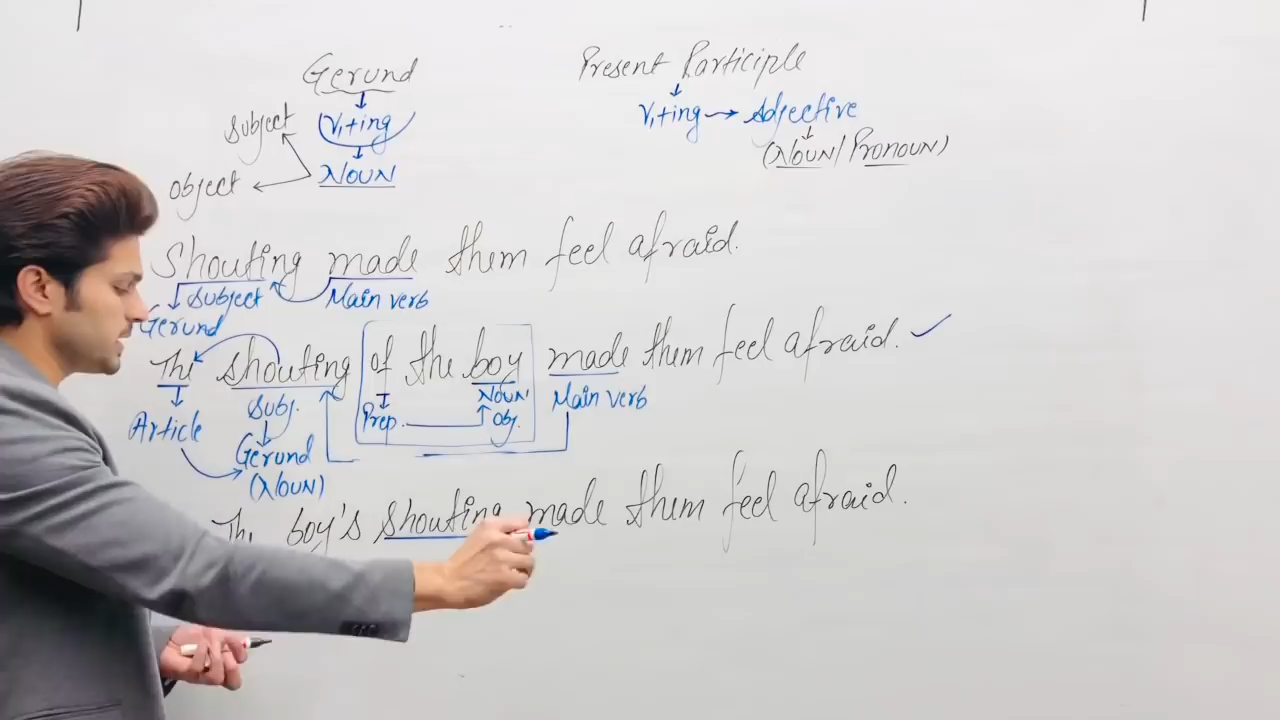 Gerund
V₁+ing
Subject
Object
NOUN
Present Participle
V₁+ing → Adjective
(NOUN/PRONOUN)
Shouting made them feel afraid.
Subject Main verb
Gerund
The shouting of the boy made them feel afraid.
Article Subj. Prep. NOUN Obj. Main verb
Gerund
(NOUN)
The boy's shouting made them feel afraid.